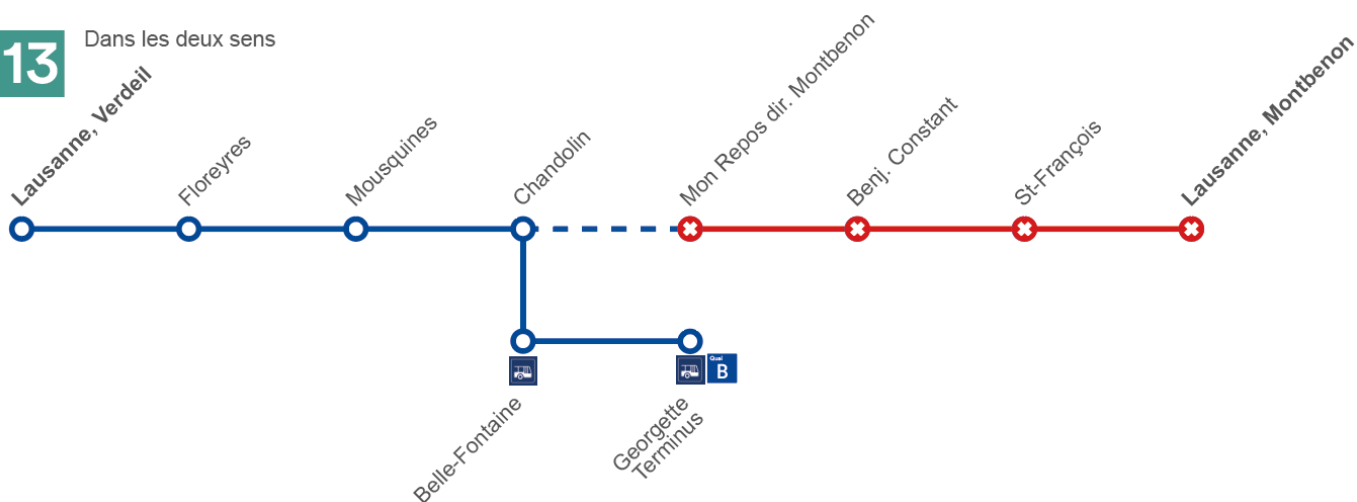 13
Dans les deux sens
Lausanne, Verdeil
Floreyres
Mousquines
Chandolin
Mon Repos dir. Montbenon
Benj. Constant
St-François
Lausanne, Montbenon
Belle-Fontaine
Georgette
Terminus
Quai
B